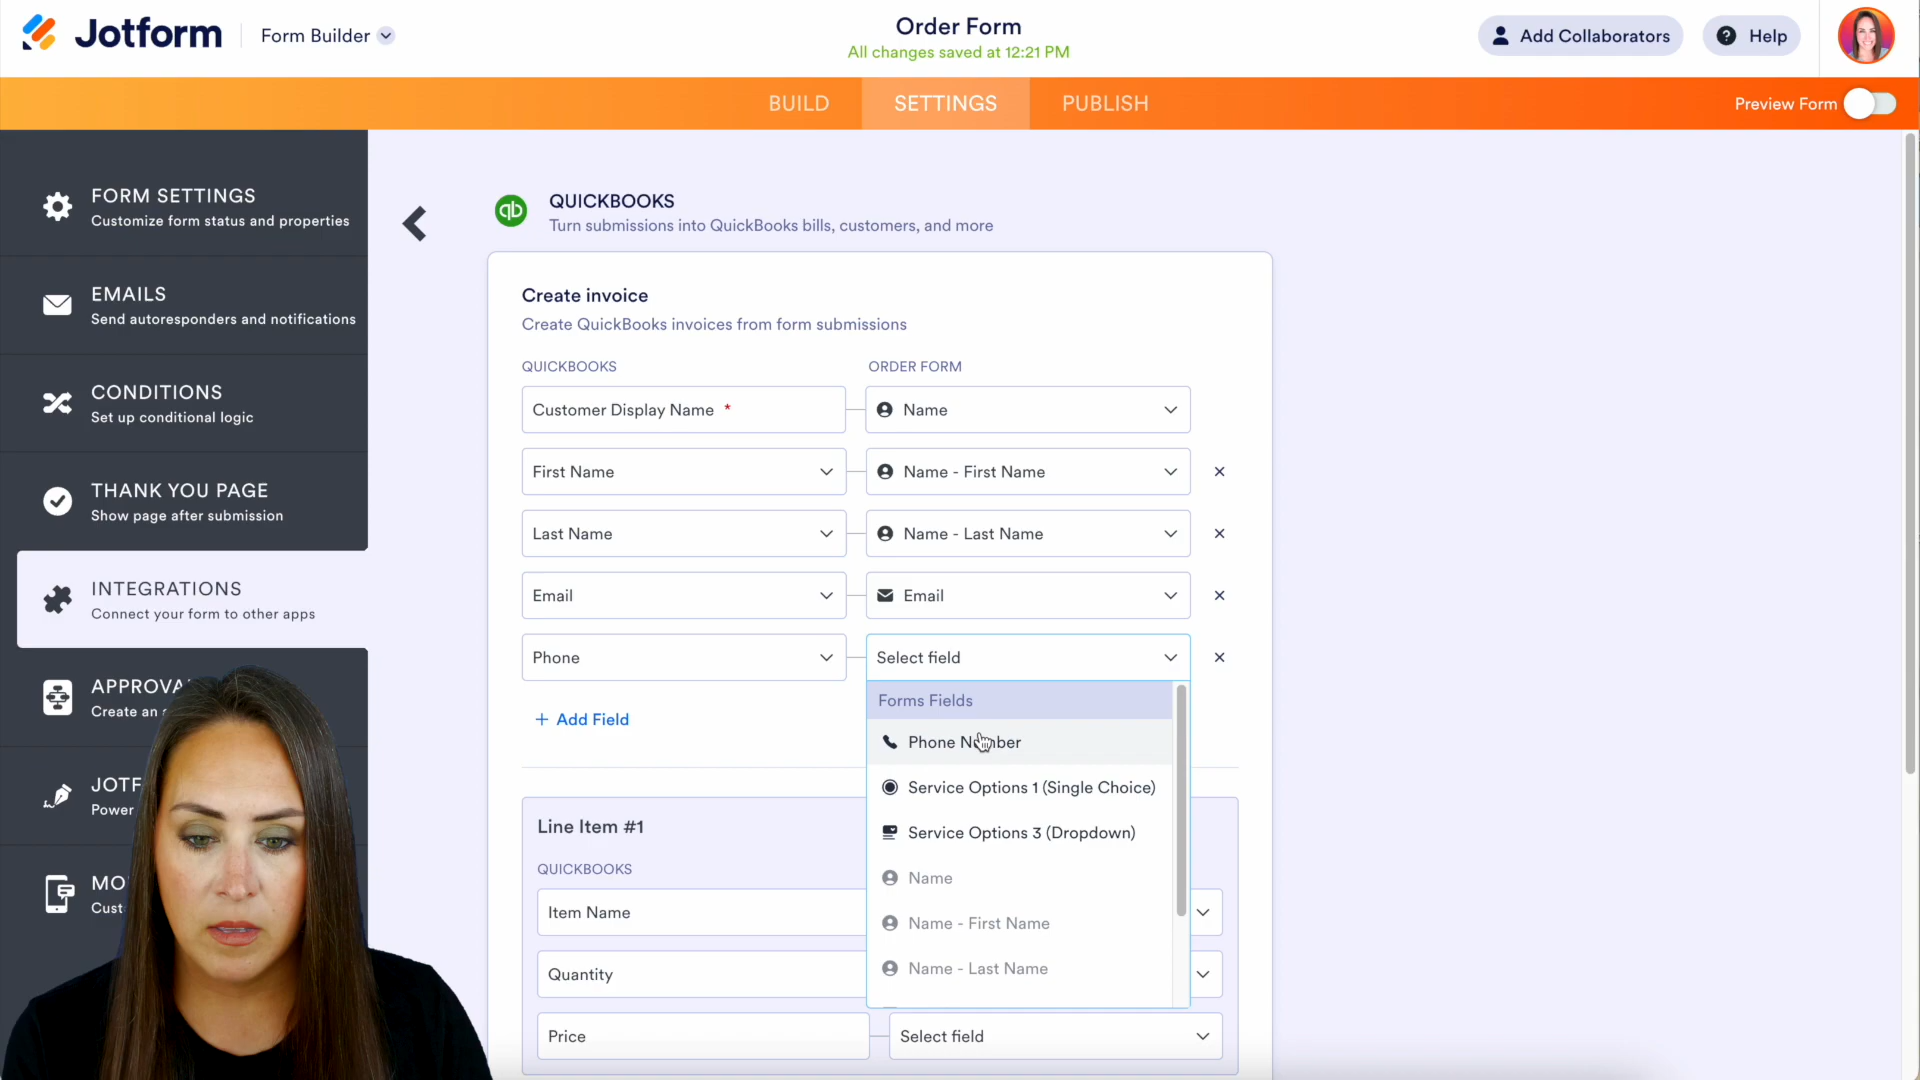 Jotform
Form Builder
Order Form
All changes saved at 12:21 PM
Add Collaborators
Help
BUILD
SETTINGS
PUBLISH
Preview Form
FORM SETTINGS
Customize form status and properties
EMAILS
Send autoresponders and notifications
CONDITIONS
Set up conditional logic
THANK YOU PAGE
Show page after submission
INTEGRATIONS
Connect your form to other apps
QUICKBOOKS
Turn submissions into QuickBooks bills, customers, and more
Create invoice
Create QuickBooks invoices from form submissions
QUICKBOOKS
ORDER FORM
Customer Display Name *
Name
First Name
Name - First Name
Last Name
Name - Last Name
Email
Email
Phone
Select field
+ Add Field
Forms Fields
Phone Number
Service Options 1 (Single Choice)
Service Options 3 (Dropdown)
Name
Name - First Name
Name - Last Name
Line Item #1
QUICKBOOKS
Item Name
Quantity
Price
Select field